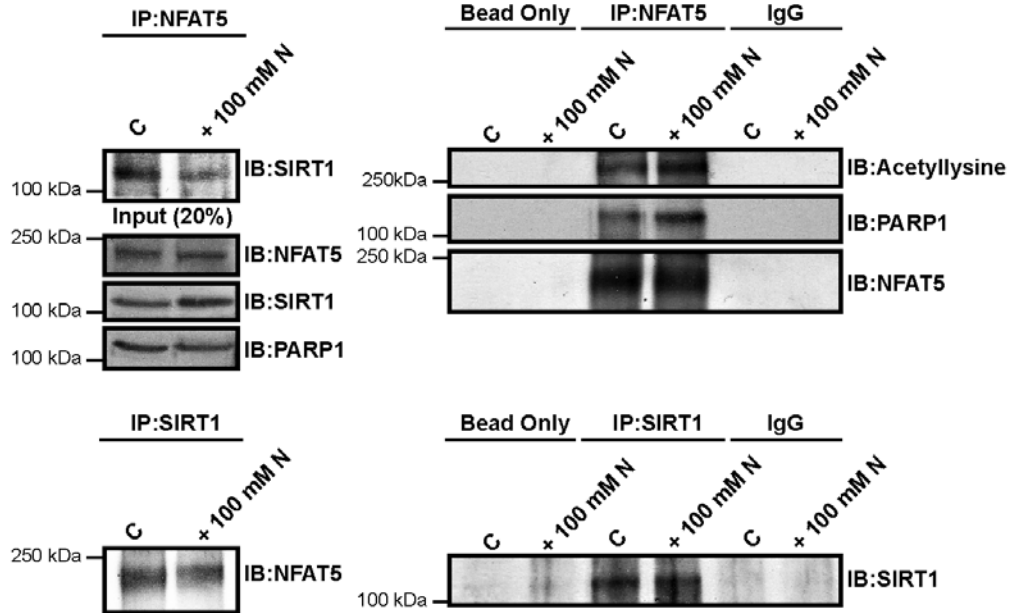 IP:NFAT5
C + 100 mM N
IB:SIRT1
100 kDa
Input (20%)
250 kDa
IB:NFAT5
IB:SIRT1
100 kDa
IB:PARP1
100 kDa
Bead Only IP:NFAT5 IgG
C + 100 mM N C + 100 mM N C + 100 mM N
IB:Acetyllysine
250kDa
IB:PARP1
100 kDa
250 kDa
IB:NFAT5
IP:SIRT1
C + 100 mM N
250 kDa
IB:NFAT5
Bead Only IP:SIRT1 IgG
C + 100 mM N C + 100 mM N C + 100 mM N
IB:SIRT1
100 kDa